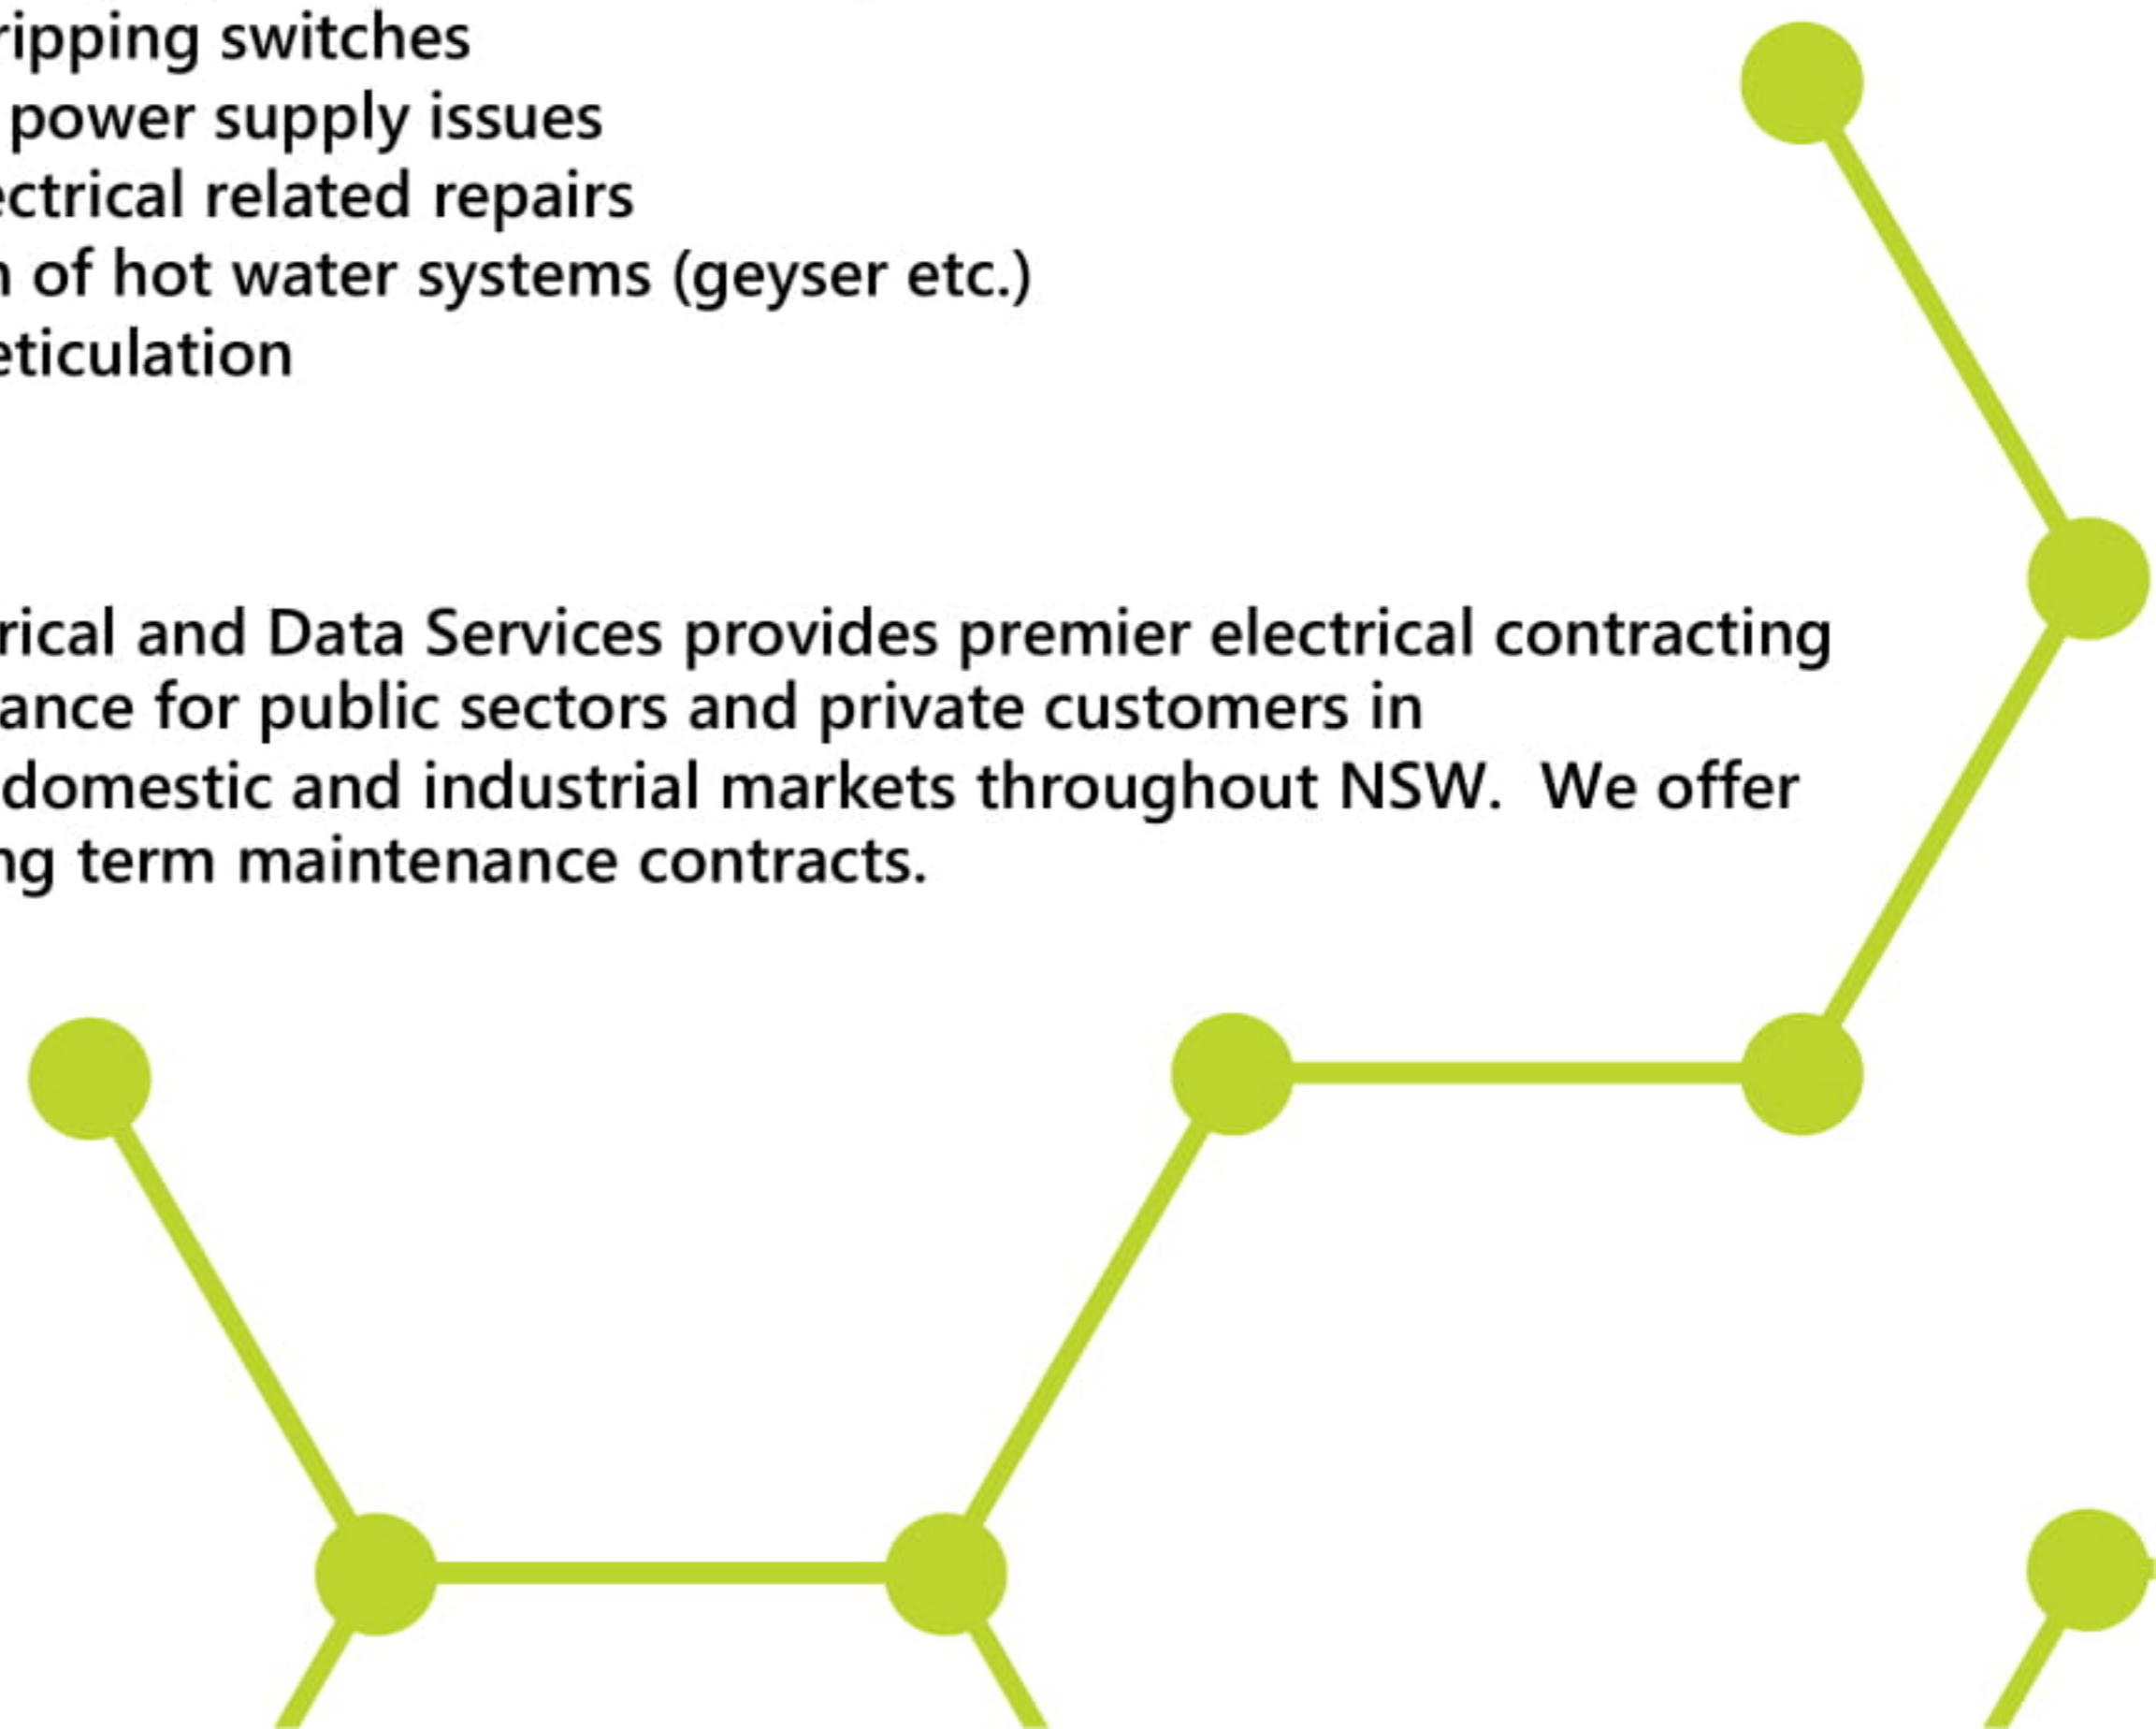 ripping switches
power supply issues
ectrical related repairs
n of hot water systems (geyser etc.)
eticulation
rical and Data Services provides premier electrical contracting
ance for public sectors and private customers in
domestic and industrial markets throughout NSW.  We offer
ng term maintenance contracts.